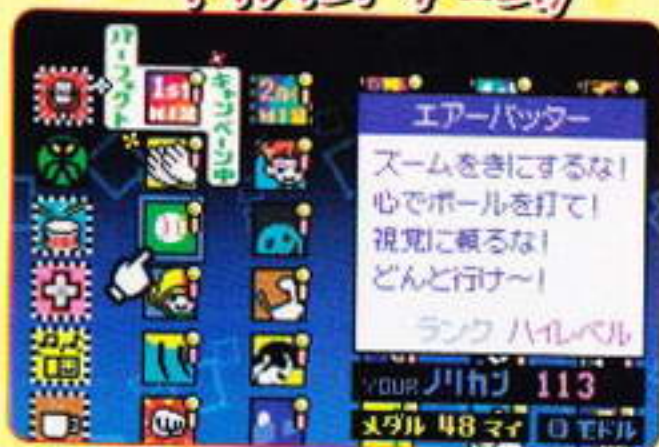 パーフェクト
キャンペーン中
1st
MIX
2nd
MIX
エアーバッター
ズームをきにするな!
心でボールを打て!
視覚に頼るな!
どんと行け〜!
ランク ハイレベル
YOUR ノリカン 113
メダル 48 マイ
モドル